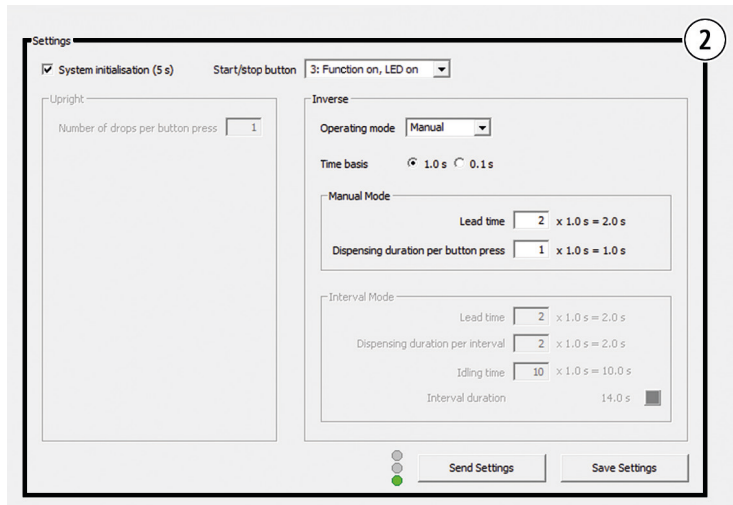 2
Settings
System initialisation (5 s) Start/stop button 3: Function on, LED on
Upright
Number of drops per button press 1
Inverse
Operating mode Manual
Time basis 1.0 s 0.1 s
Manual Mode
Lead time 2 x 1.0 s = 2.0 s
Dispensing duration per button press 1 x 1.0 s = 1.0 s
Interval Mode
Lead time 2 x 1.0 s = 2.0 s
Dispensing duration per interval 2 x 1.0 s = 2.0 s
Idling time 10 x 1.0 s = 10.0 s
Interval duration 14.0 s
Send Settings Save Settings